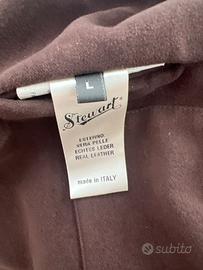 L
Stewart
ESTERNO
VERA PELLE
ECHTES LEDER
REAL LEATHER
made in ITALY
subito